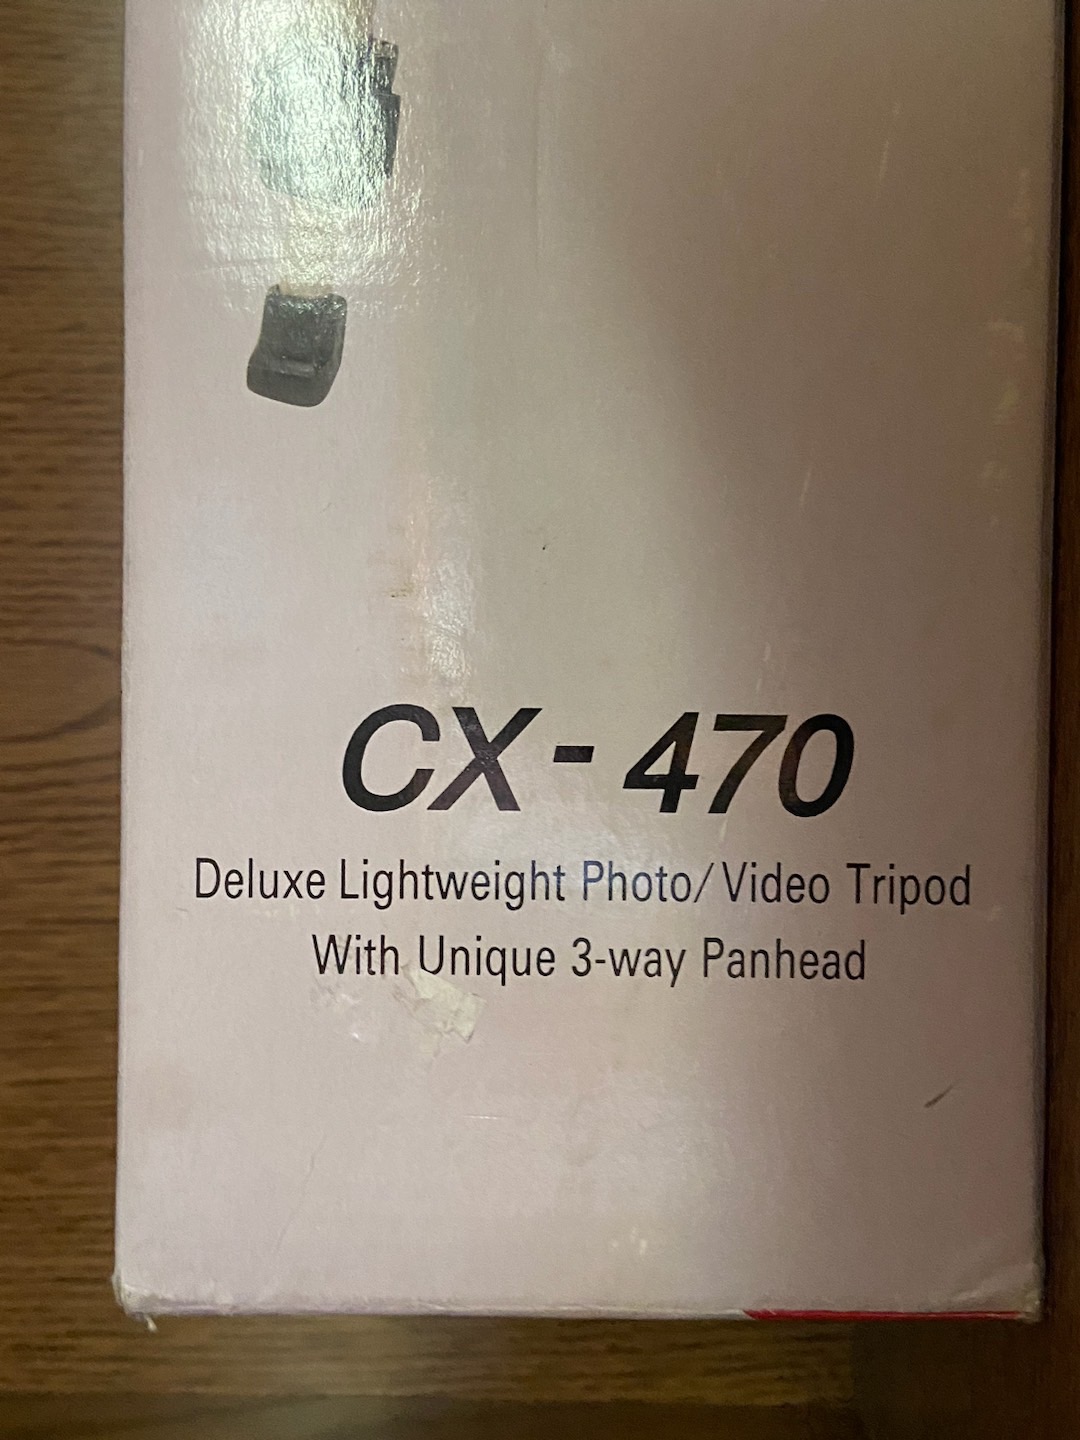 CX-470
Deluxe Lightweight Photo/Video Tripod
With Unique 3-way Panhead